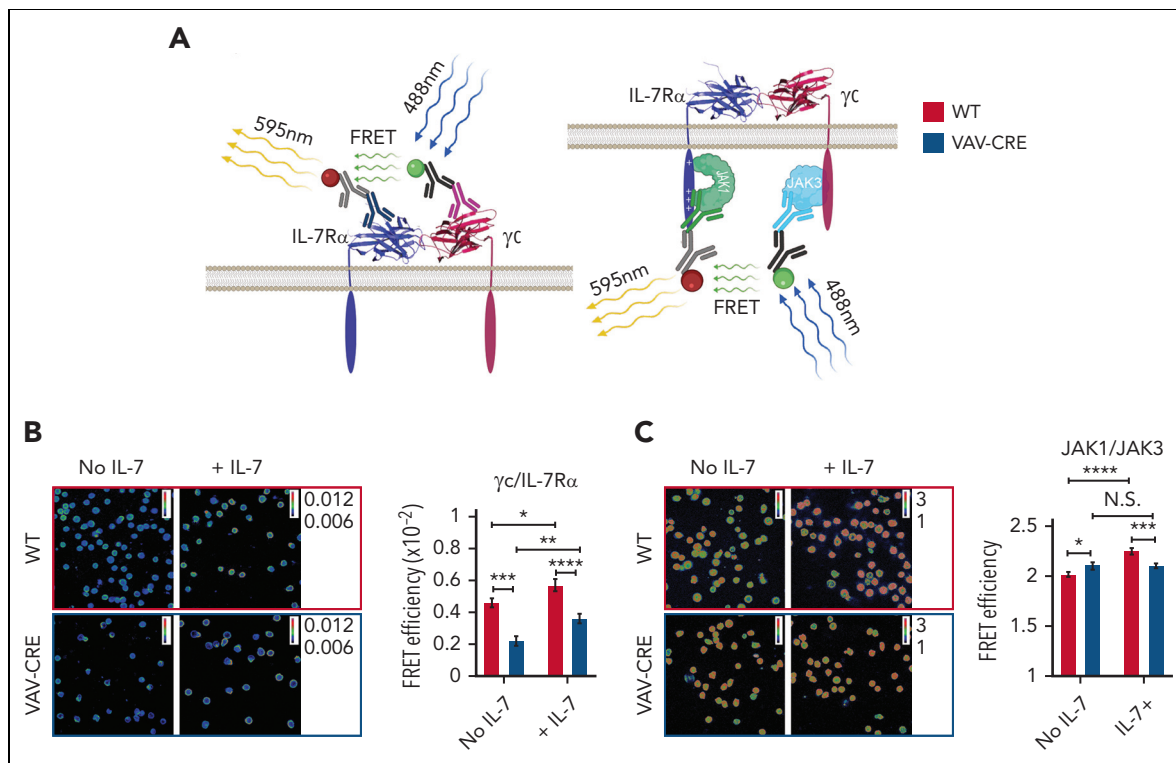 A
488nm
595nm
FRET
IL-7Rα
γc
IL-7Rα
γc
JAK1
JAK3
+
+
+
+
595nm
FRET
488nm
WT
VAV-CRE
B
No IL-7
+ IL-7
WT
0.012
0.006
VAV-CRE
0.012
0.006
γc/IL-7Rα
FRET efficiency (x10⁻²)
1
0.8
0.6
0.4
0.2
0
*
**
***
****
No IL-7
+ IL-7
C
No IL-7
+ IL-7
WT
3
1
VAV-CRE
3
1
JAK1/JAK3
****
N.S.
*
***
FRET efficiency
2.5
2
1.5
1
No IL-7
IL-7+